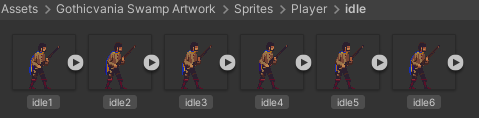 Assets > Gothicvania Swamp Artwork > Sprites > Player > idle
idle1 idle2 idle3 idle4 idle5 idle6